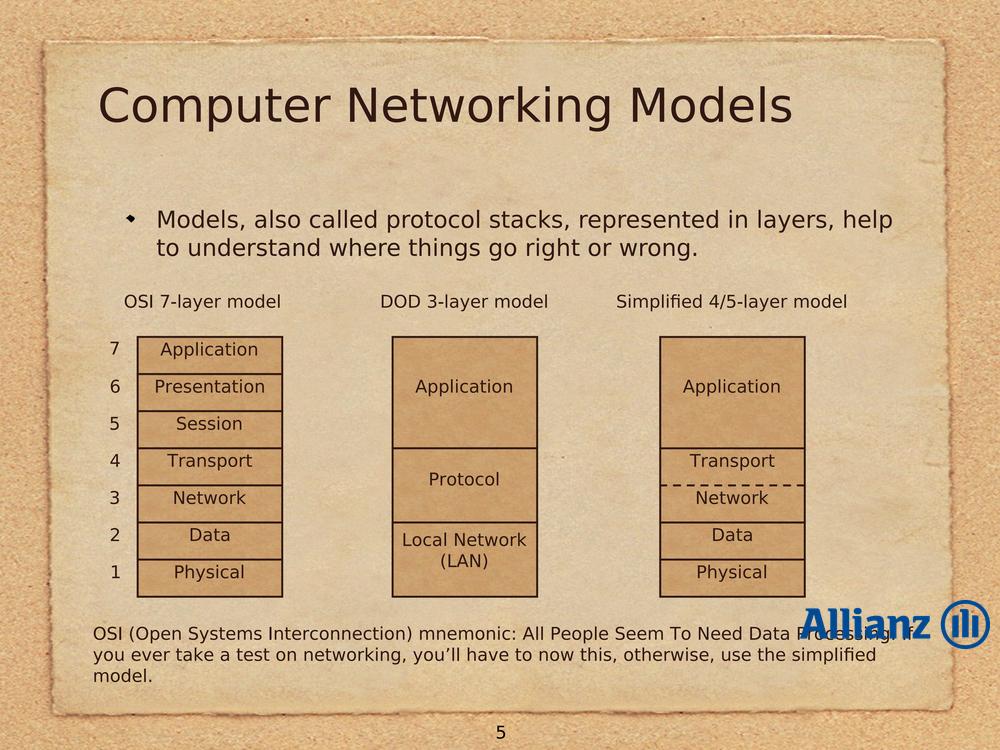 Computer Networking Models
Models, also called protocol stacks, represented in layers, help
to understand where things go right or wrong.
OSI 7-layer model
DOD 3-layer model
Simplified 4/5-layer model
7 Application
6 Presentation
5 Session
4 Transport
3 Network
2 Data
1 Physical
Application
Protocol
Local Network
(LAN)
Application
Transport
Network
Data
Physical
Allianz
OSI (Open Systems Interconnection) mnemonic: All People Seem To Need Data Processing. If
you ever take a test on networking, you’ll have to now this, otherwise, use the simplified
model.
5